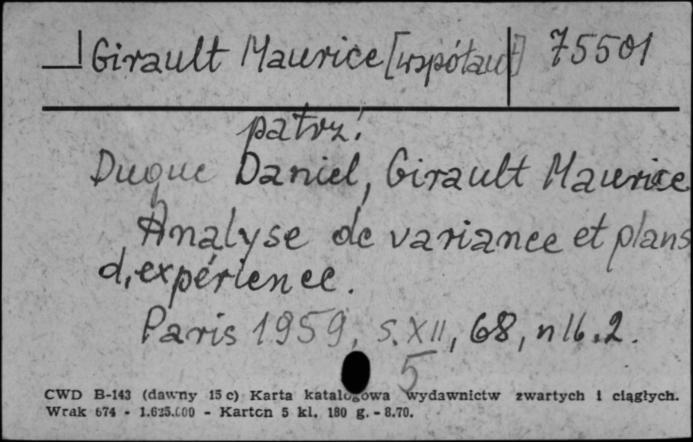 Girault Maurice [współaut] 75501
patrz:
Duque Daniel, Girault Maurice
Analyse de variance et plans
d'expérience.
Paris 1959, s. XII, 68, nlb. 2.
5
CWD B-143 (dawny 15 c) Karta katalogowa wydawnictw zwartych i ciągłych.
Wrak 674 - 1.625.000 - Karton 5 kl. 180 g. - 8.70.